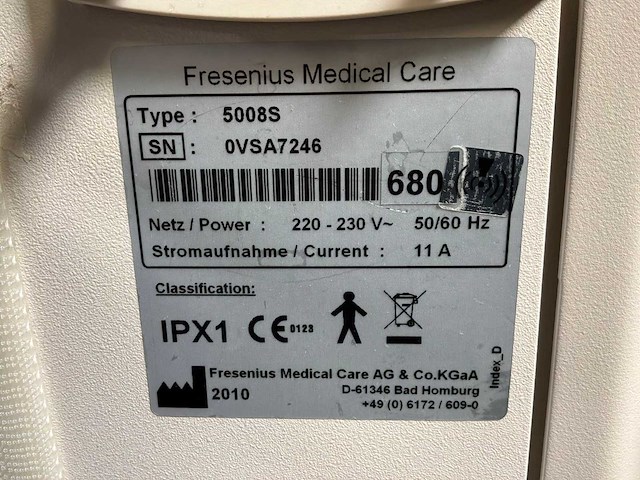 Fresenius Medical Care
Type : 5008S
SN : 0VSA7246
680
Netz / Power : 220 - 230 V~ 50/60 Hz
Stromaufnahme / Current : 11 A
Classification:
IPX1 CE 0123
Fresenius Medical Care AG & Co.KGaA
2010 D-61346 Bad Homburg
+49 (0) 6172 / 609-0
Index_D